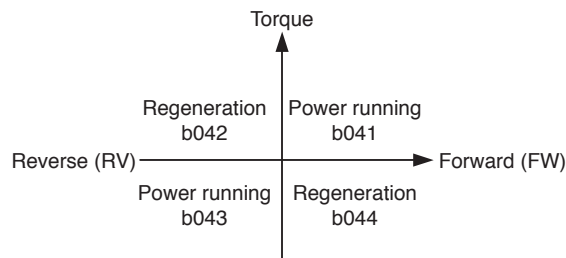 Torque
Regeneration Power running
b042 b041
Reverse (RV) Forward (FW)
Power running Regeneration
b043 b044